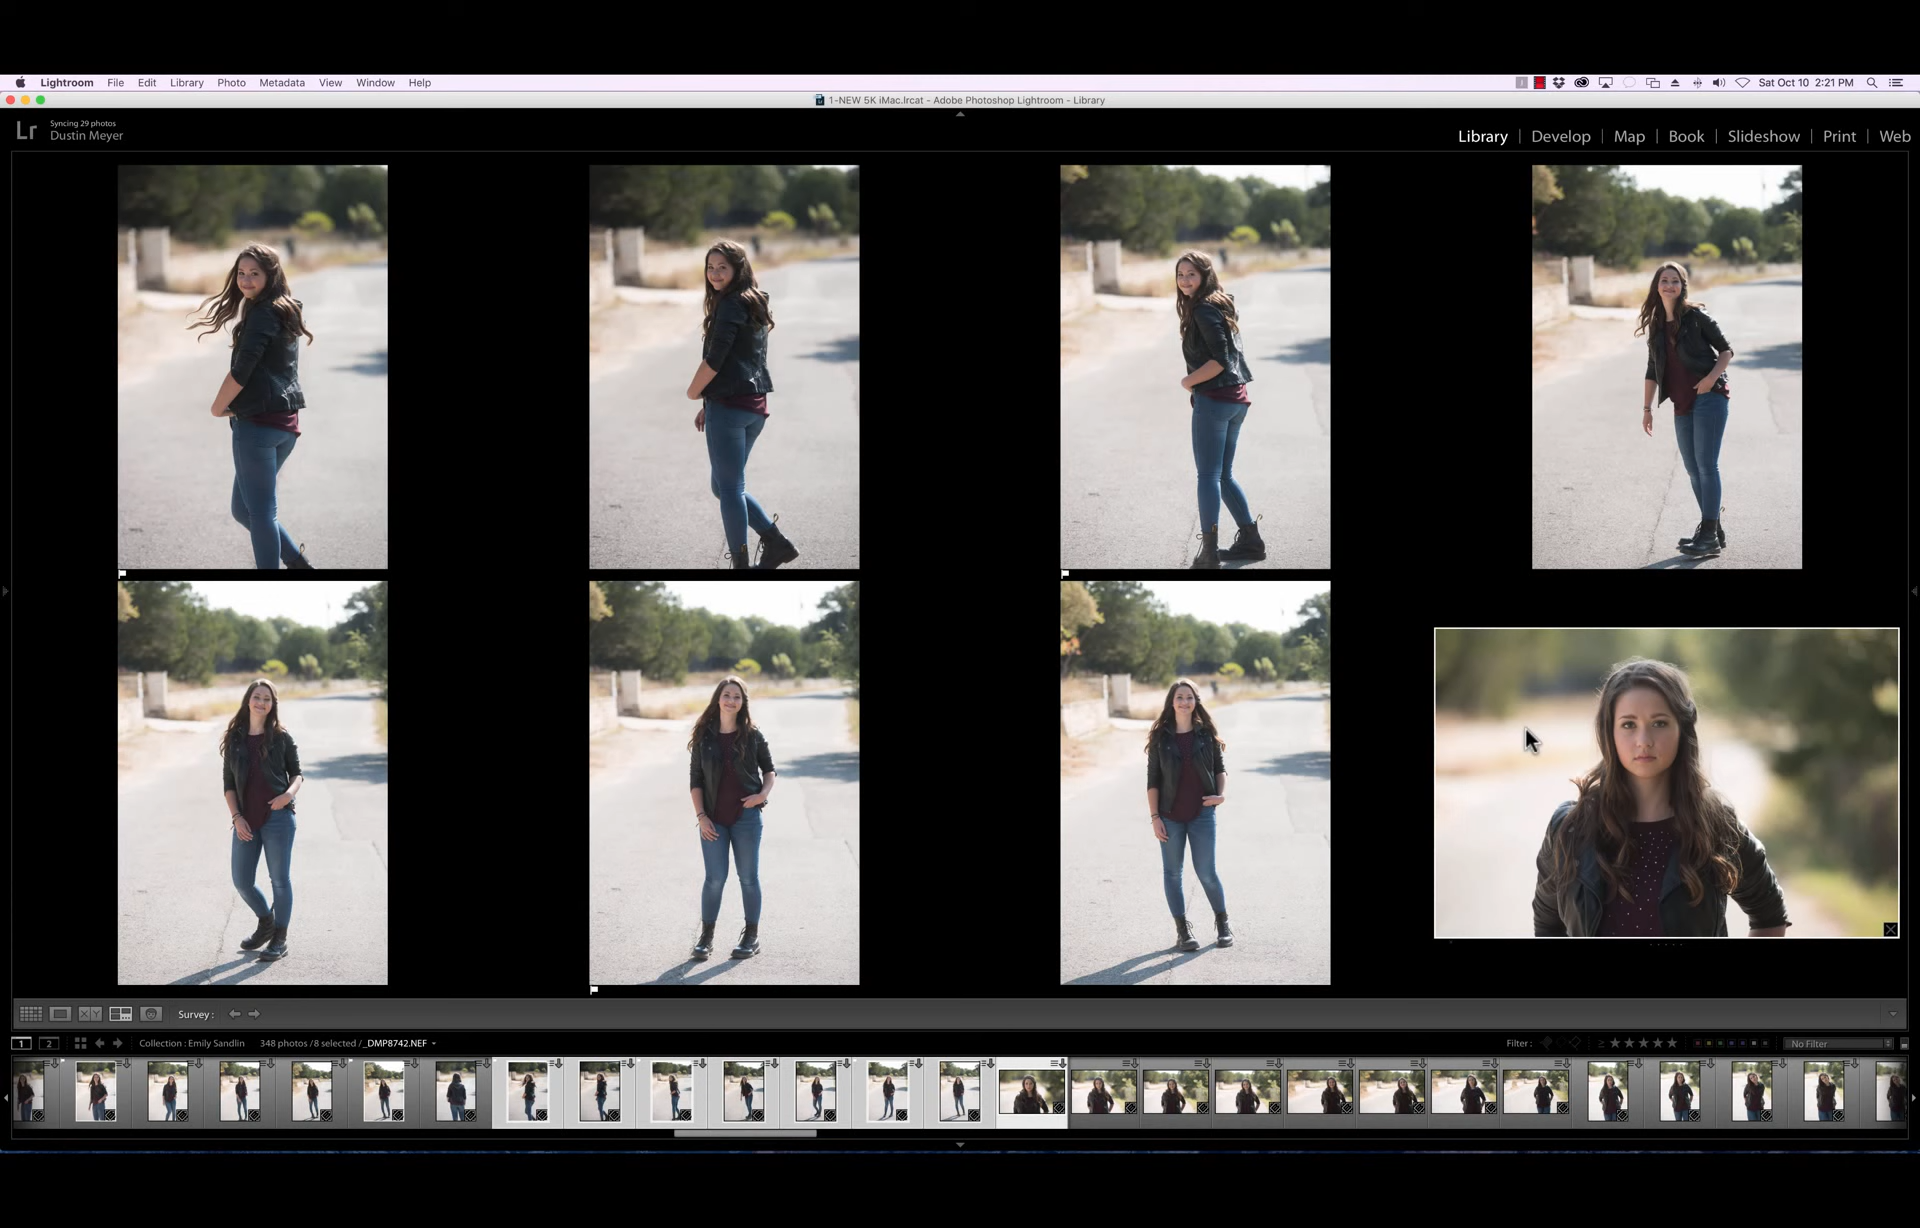 Lightroom File Edit Library Photo Metadata View Window Help Sat Oct 10 2:21 PM
1-NEW 5K iMac.lrcat - Adobe Photoshop Lightroom - Library
Lr Syncing 29 photos
Dustin Meyer
Library | Develop | Map | Book | Slideshow | Print | Web
XY Survey :
1 2 Collection : Emily Sandlin 348 photos /8 selected /_DMP8742.NEF Filter : ≥ ★★★★★ No Filter